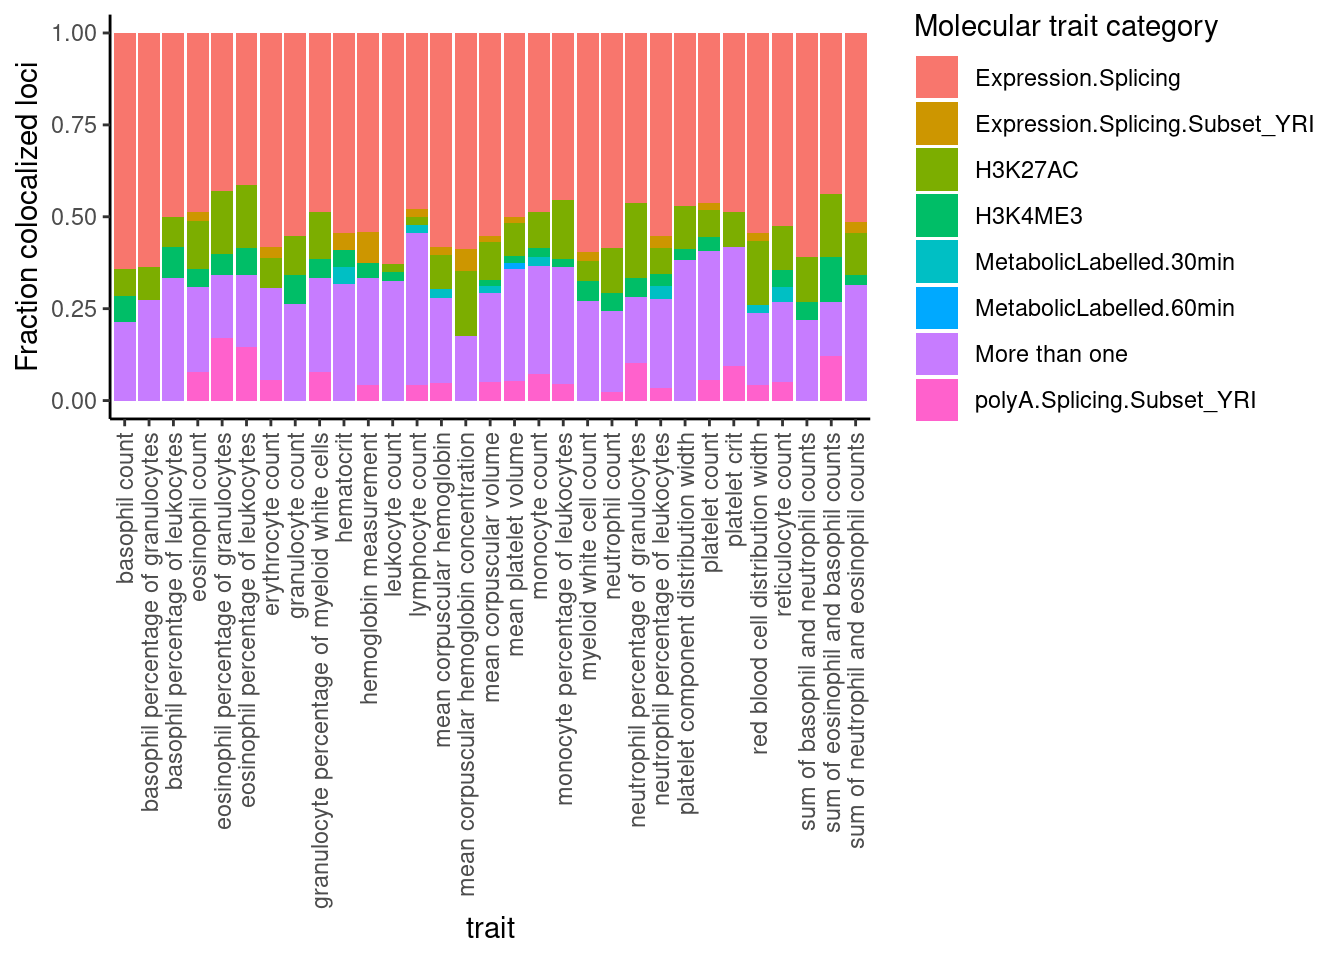 Fraction colocalized loci
1.00
0.75
0.50
0.25
0.00
basophil count
basophil percentage of granulocytes
basophil percentage of leukocytes
eosinophil count
eosinophil percentage of granulocytes
eosinophil percentage of leukocytes
erythrocyte count
granulocyte count
granulocyte percentage of myeloid white cells
hematocrit
hemoglobin measurement
leukocyte count
lymphocyte count
mean corpuscular hemoglobin
mean corpuscular hemoglobin concentration
mean corpuscular volume
mean platelet volume
monocyte count
monocyte percentage of leukocytes
myeloid white cell count
neutrophil count
neutrophil percentage of granulocytes
neutrophil percentage of leukocytes
platelet component distribution width
platelet count
platelet crit
red blood cell distribution width
reticulocyte count
sum of basophil and neutrophil counts
sum of eosinophil and basophil counts
sum of neutrophil and eosinophil counts
trait
Molecular trait category
Expression.Splicing
Expression.Splicing.Subset_YRI
H3K27AC
H3K4ME3
MetabolicLabelled.30min
MetabolicLabelled.60min
More than one
polyA.Splicing.Subset_YRI